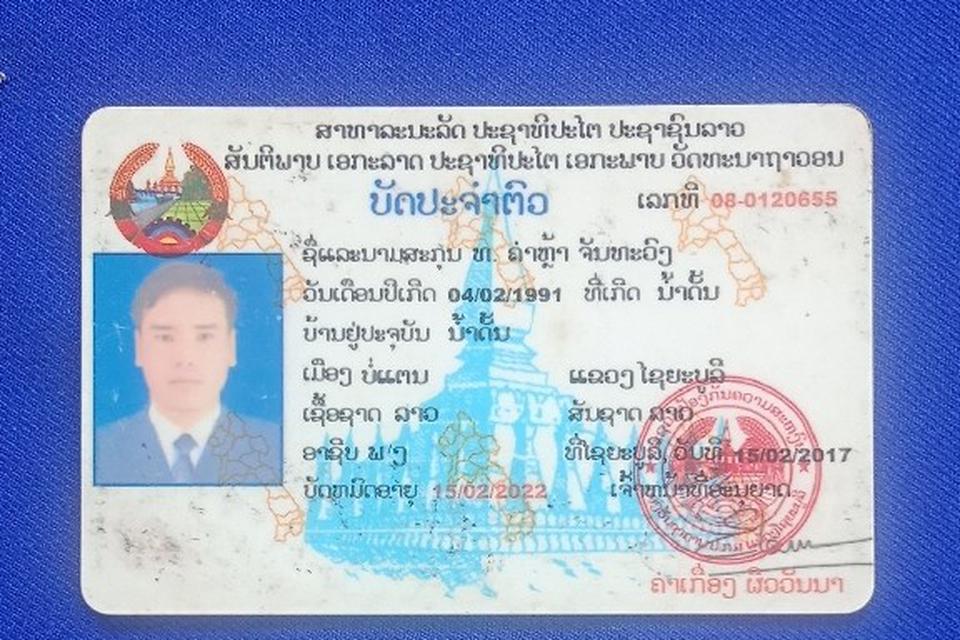 ສາທາລະນະລັດ ປະຊາທິປະໄຕ ປະຊາຊົນລາວ
ສັນຕິພາບ ເອກະລາດ ປະຊາທິປະໄຕ ເອກະພາບ ວັດທະນາຖາວອນ
ບັດປະຈຳຕົວ ເລກທີ 08-0120655
ຊື່ແລະນາມສະກຸນ ທ. ຄຳຫຼ້າ ຈັນທະວົງ
ວັນເດືອນປີເກີດ 04/02/1991 ທີ່ເກີດ ນ້ຳດັ້ນ
ບ້ານຢູ່ປະຈຸບັນ ນ້ຳດັ້ນ
ເມືອງ ບໍ່ແຕນ ແຂວງ ໄຊຍະບູລີ
ເຊື້ອຊາດ ລາວ ສັນຊາດ ລາວ
ອາຊີບ ທີ່ໄຊຍະບູລີ, ວັນທີ 15/02/2017
ບັດໝົດອາຍຸ 15/02/2022 ເຈົ້າໜ້າທີ່ອະນຸຍາດ
ຄຳເກື່ອງ ຜິວວັນນາ